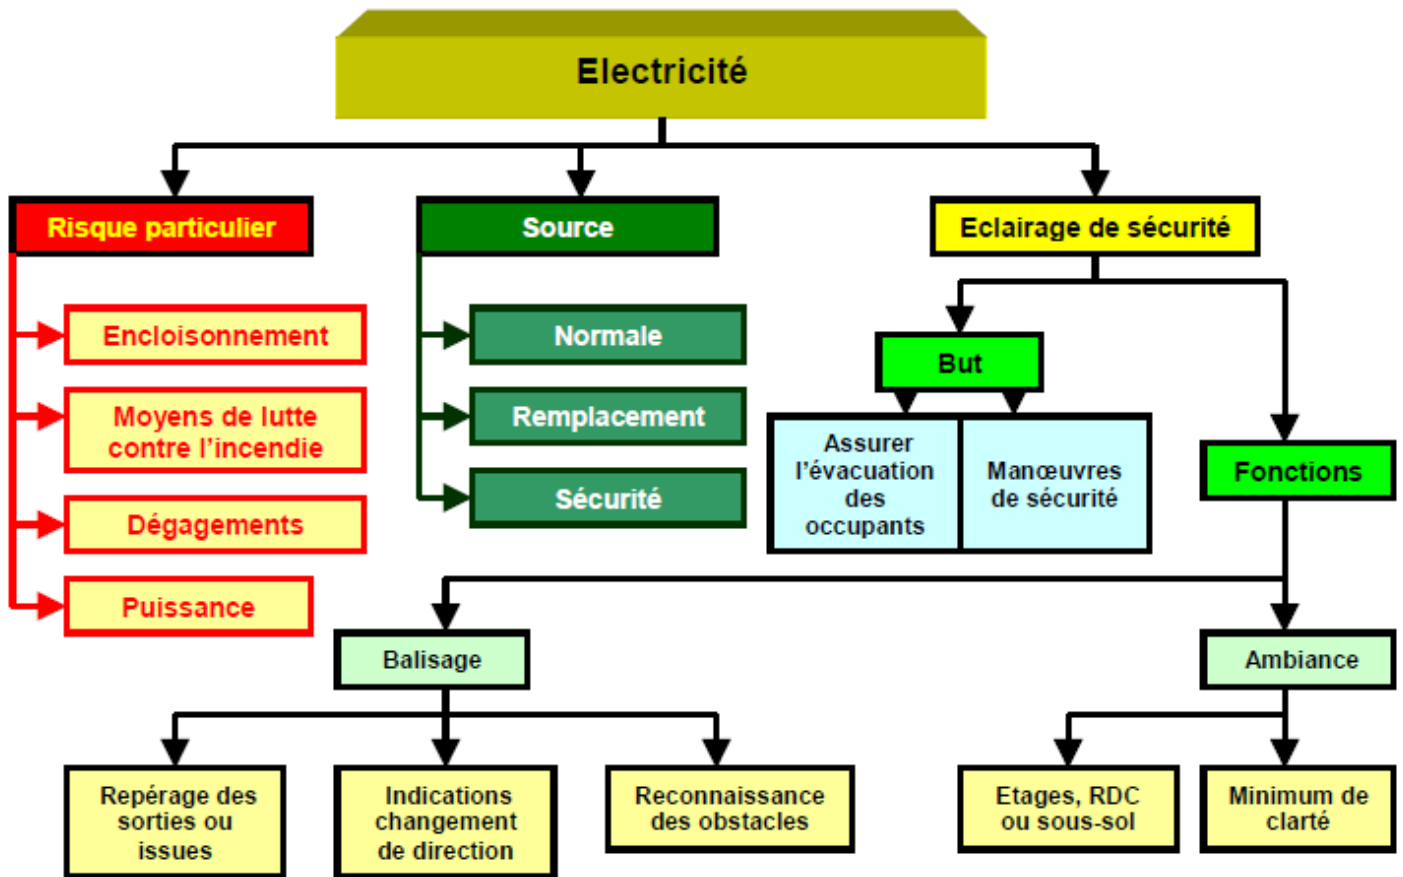 Electricité
Risque particulier
Source
Eclairage de sécurité
Encloisonnement
Moyens de lutte
contre l'incendie
Dégagements
Puissance
Normale
Remplacement
Sécurité
But
Assurer
l'évacuation
des
occupants
Manœuvres
de sécurité
Fonctions
Balisage
Ambiance
Repérage des
sorties ou
issues
Indications
changement
de direction
Reconnaissance
des obstacles
Etages, RDC
ou sous-sol
Minimum de
clarté